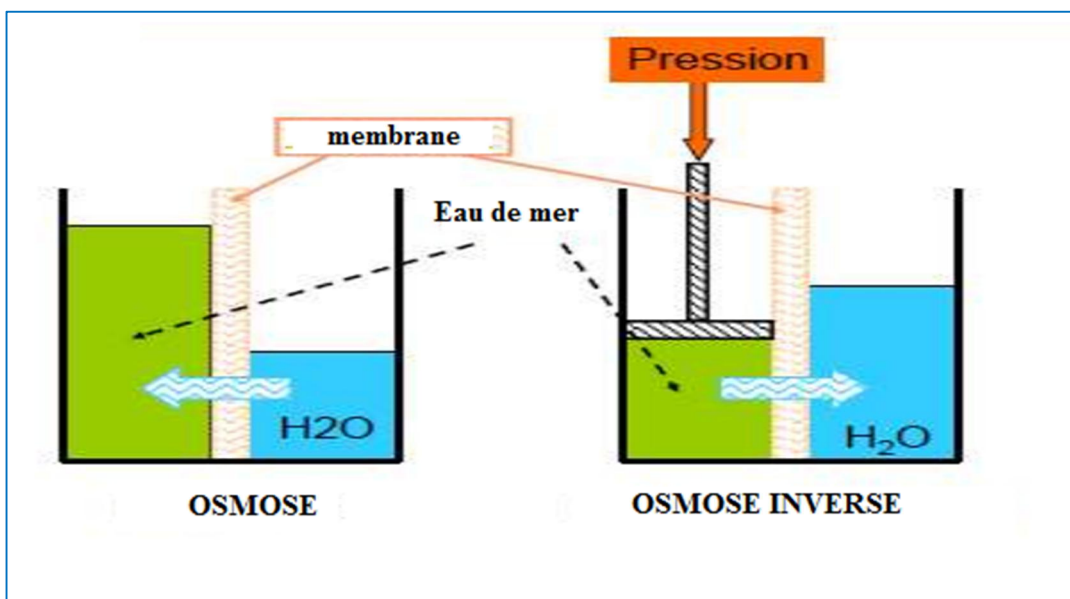 Pression
membrane
Eau de mer
H2O
H₂O
OSMOSE
OSMOSE INVERSE